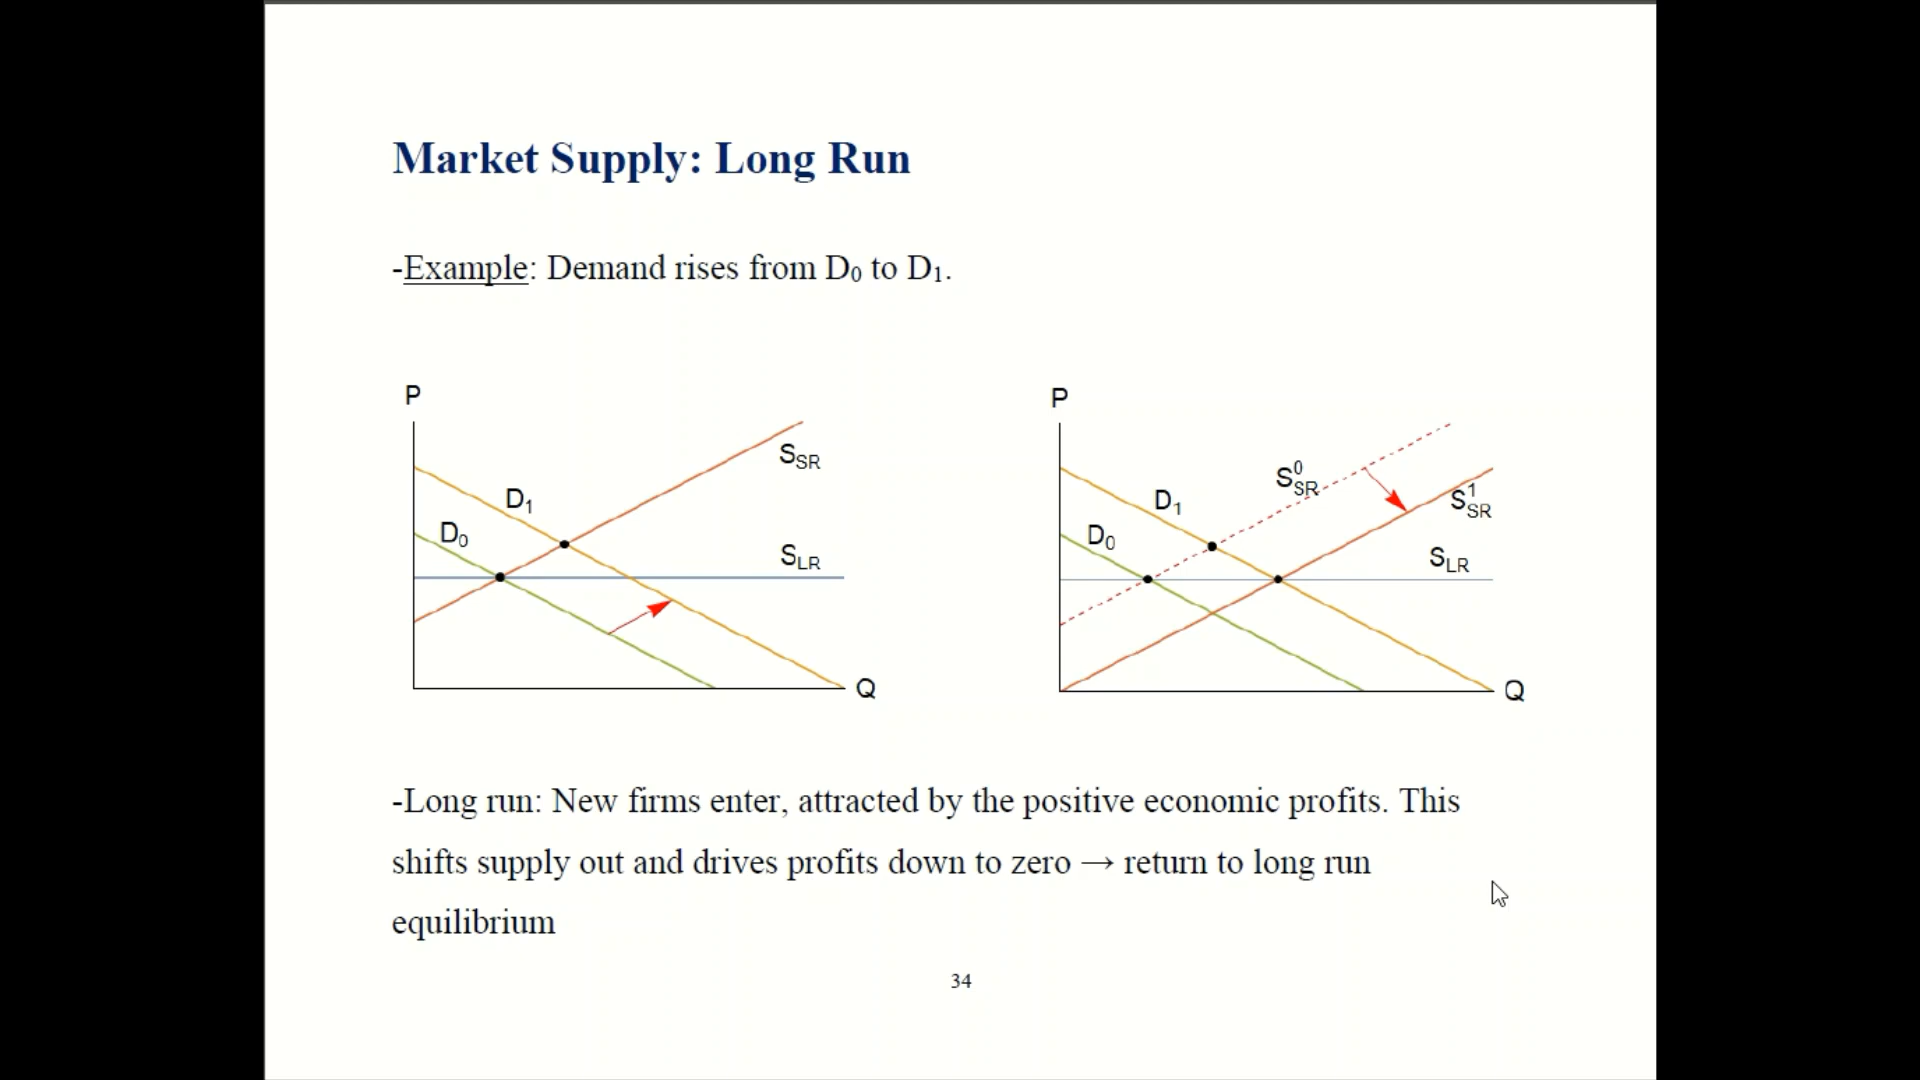 Market Supply: Long Run
-Example: Demand rises from D₀ to D₁.
P
S_SR
D₁
D₀
S_LR
Q
P
S⁰_SR
D₁
S¹_SR
D₀
S_LR
Q
-Long run: New firms enter, attracted by the positive economic profits. This
shifts supply out and drives profits down to zero → return to long run
equilibrium
34